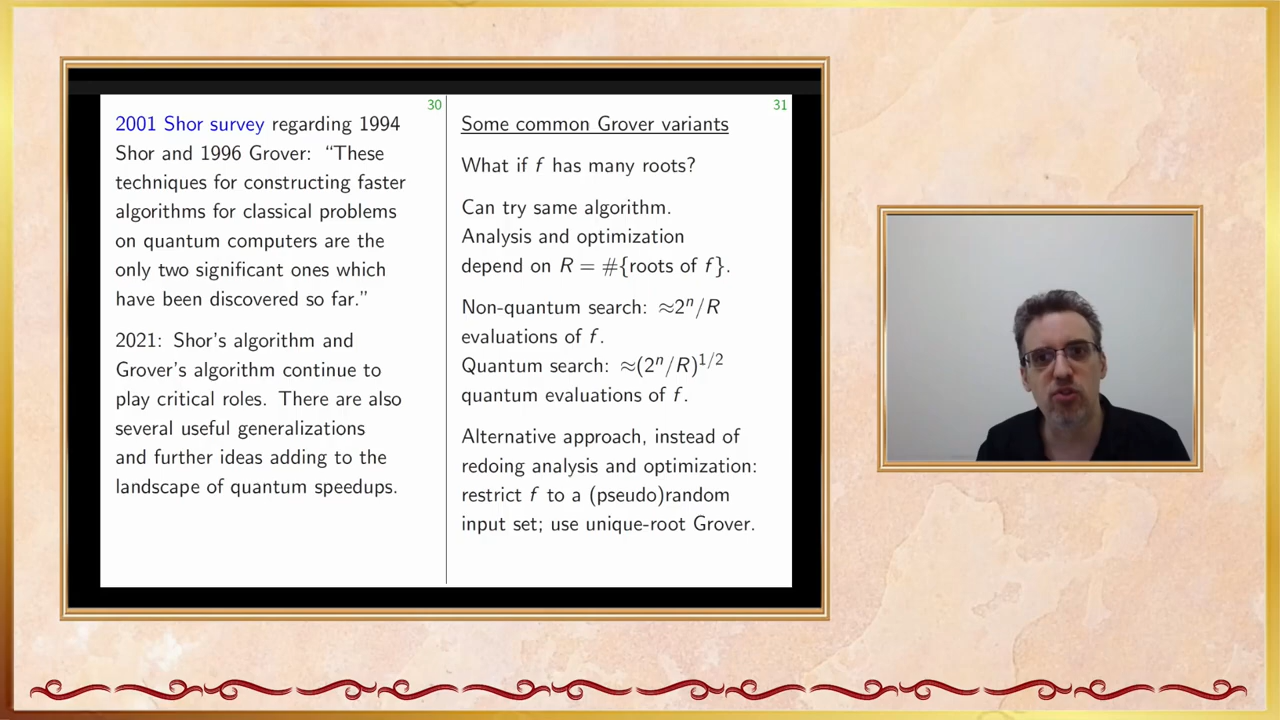 30
2001 Shor survey regarding 1994
Shor and 1996 Grover: “These
techniques for constructing faster
algorithms for classical problems
on quantum computers are the
only two significant ones which
have been discovered so far.”
2021: Shor’s algorithm and
Grover’s algorithm continue to
play critical roles. There are also
several useful generalizations
and further ideas adding to the
landscape of quantum speedups.
31
Some common Grover variants
What if f has many roots?
Can try same algorithm.
Analysis and optimization
depend on R = #{roots of f}.
Non-quantum search: ≈2ⁿ/R
evaluations of f.
Quantum search: ≈(2ⁿ/R)^{1/2}
quantum evaluations of f.
Alternative approach, instead of
redoing analysis and optimization:
restrict f to a (pseudo)random
input set; use unique-root Grover.